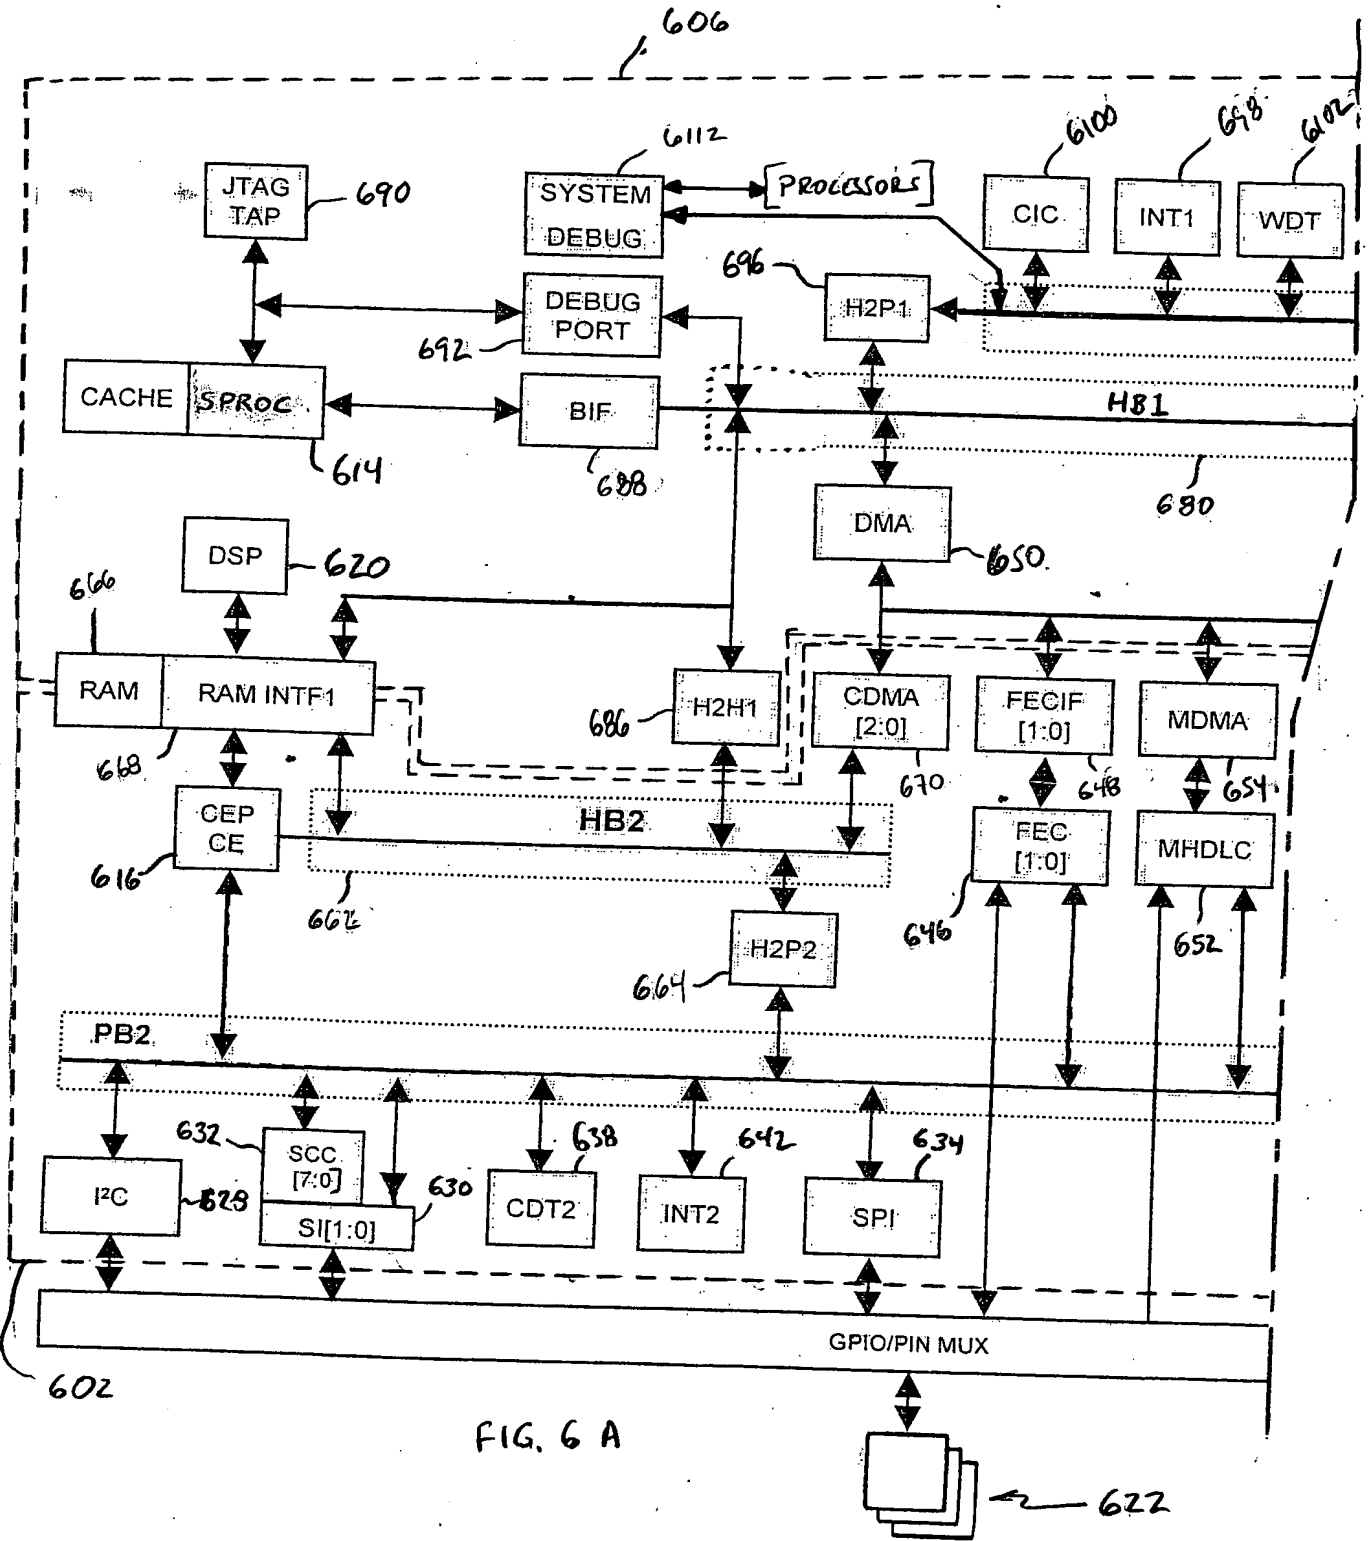 606
6112
6100
698
6102
JTAG
TAP
690
SYSTEM
DEBUG
[PROCESSORS]
CIC
INT1
WDT
696
H2P1
DEBUG
PORT
692
CACHE
SPROC
BIF
HB1
614
688
680
DMA
650
DSP
620
666
RAM
RAM INTF1
668
H2H1
686
CDMA
[2:0]
670
FECIF
[1:0]
648
MDMA
654
CEP
CE
616
HB2
662
FEC
[1:0]
646
MHDLC
652
H2P2
664
PB2
632
SCC
[7:0]
638
642
634
I²C
628
630
SI[1:0]
CDT2
INT2
SPI
GPIO/PIN MUX
602
FIG. 6 A
622